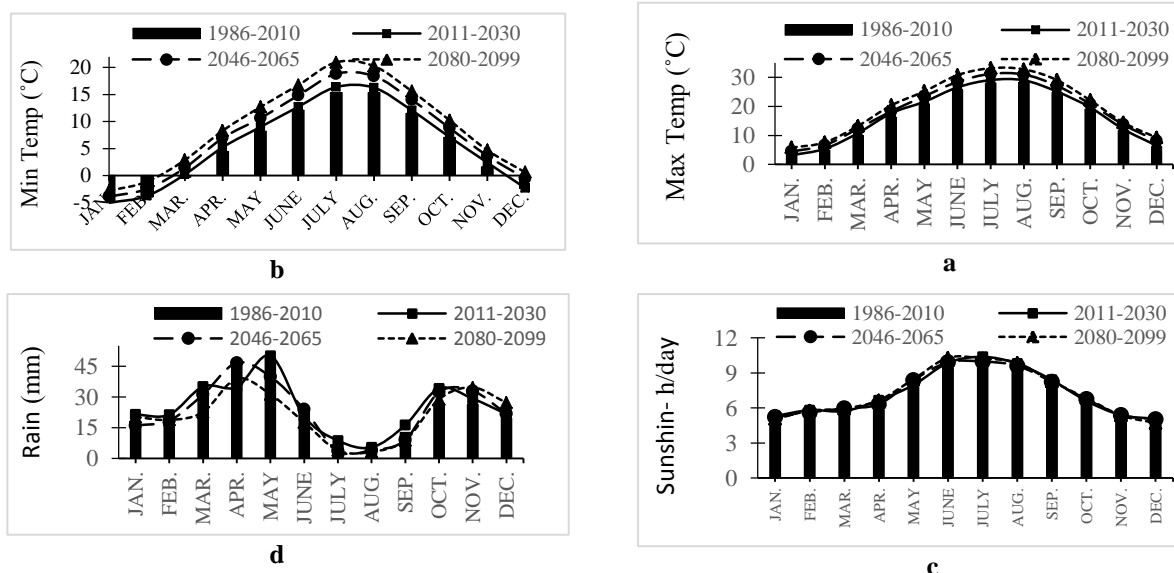 1986-2010 2011-2030
2046-2065 2080-2099
Min Temp (˚C)
20
15
10
5
0
-5
JAN. FEB. MAR. APR. MAY JUNE JULY AUG. SEP. OCT. NOV. DEC.
b
1986-2010 2011-2030
2046-2065 2080-2099
Max Temp (˚C)
30
20
10
0
JAN. FEB. MAR. APR. MAY JUNE JULY AUG. SEP. OCT. NOV. DEC.
a
1986-2010 2011-2030
2046-2065 2080-2099
Rain (mm)
45
30
15
0
JAN. FEB. MAR. APR. MAY JUNE JULY AUG. SEP. OCT. NOV. DEC.
d
1986-2010 2011-2030
2046-2065 2080-2099
Sunshin- h/day
12
9
6
3
0
JAN. FEB. MAR. APR. MAY JUNE JULY AUG. SEP. OCT. NOV. DEC.
c